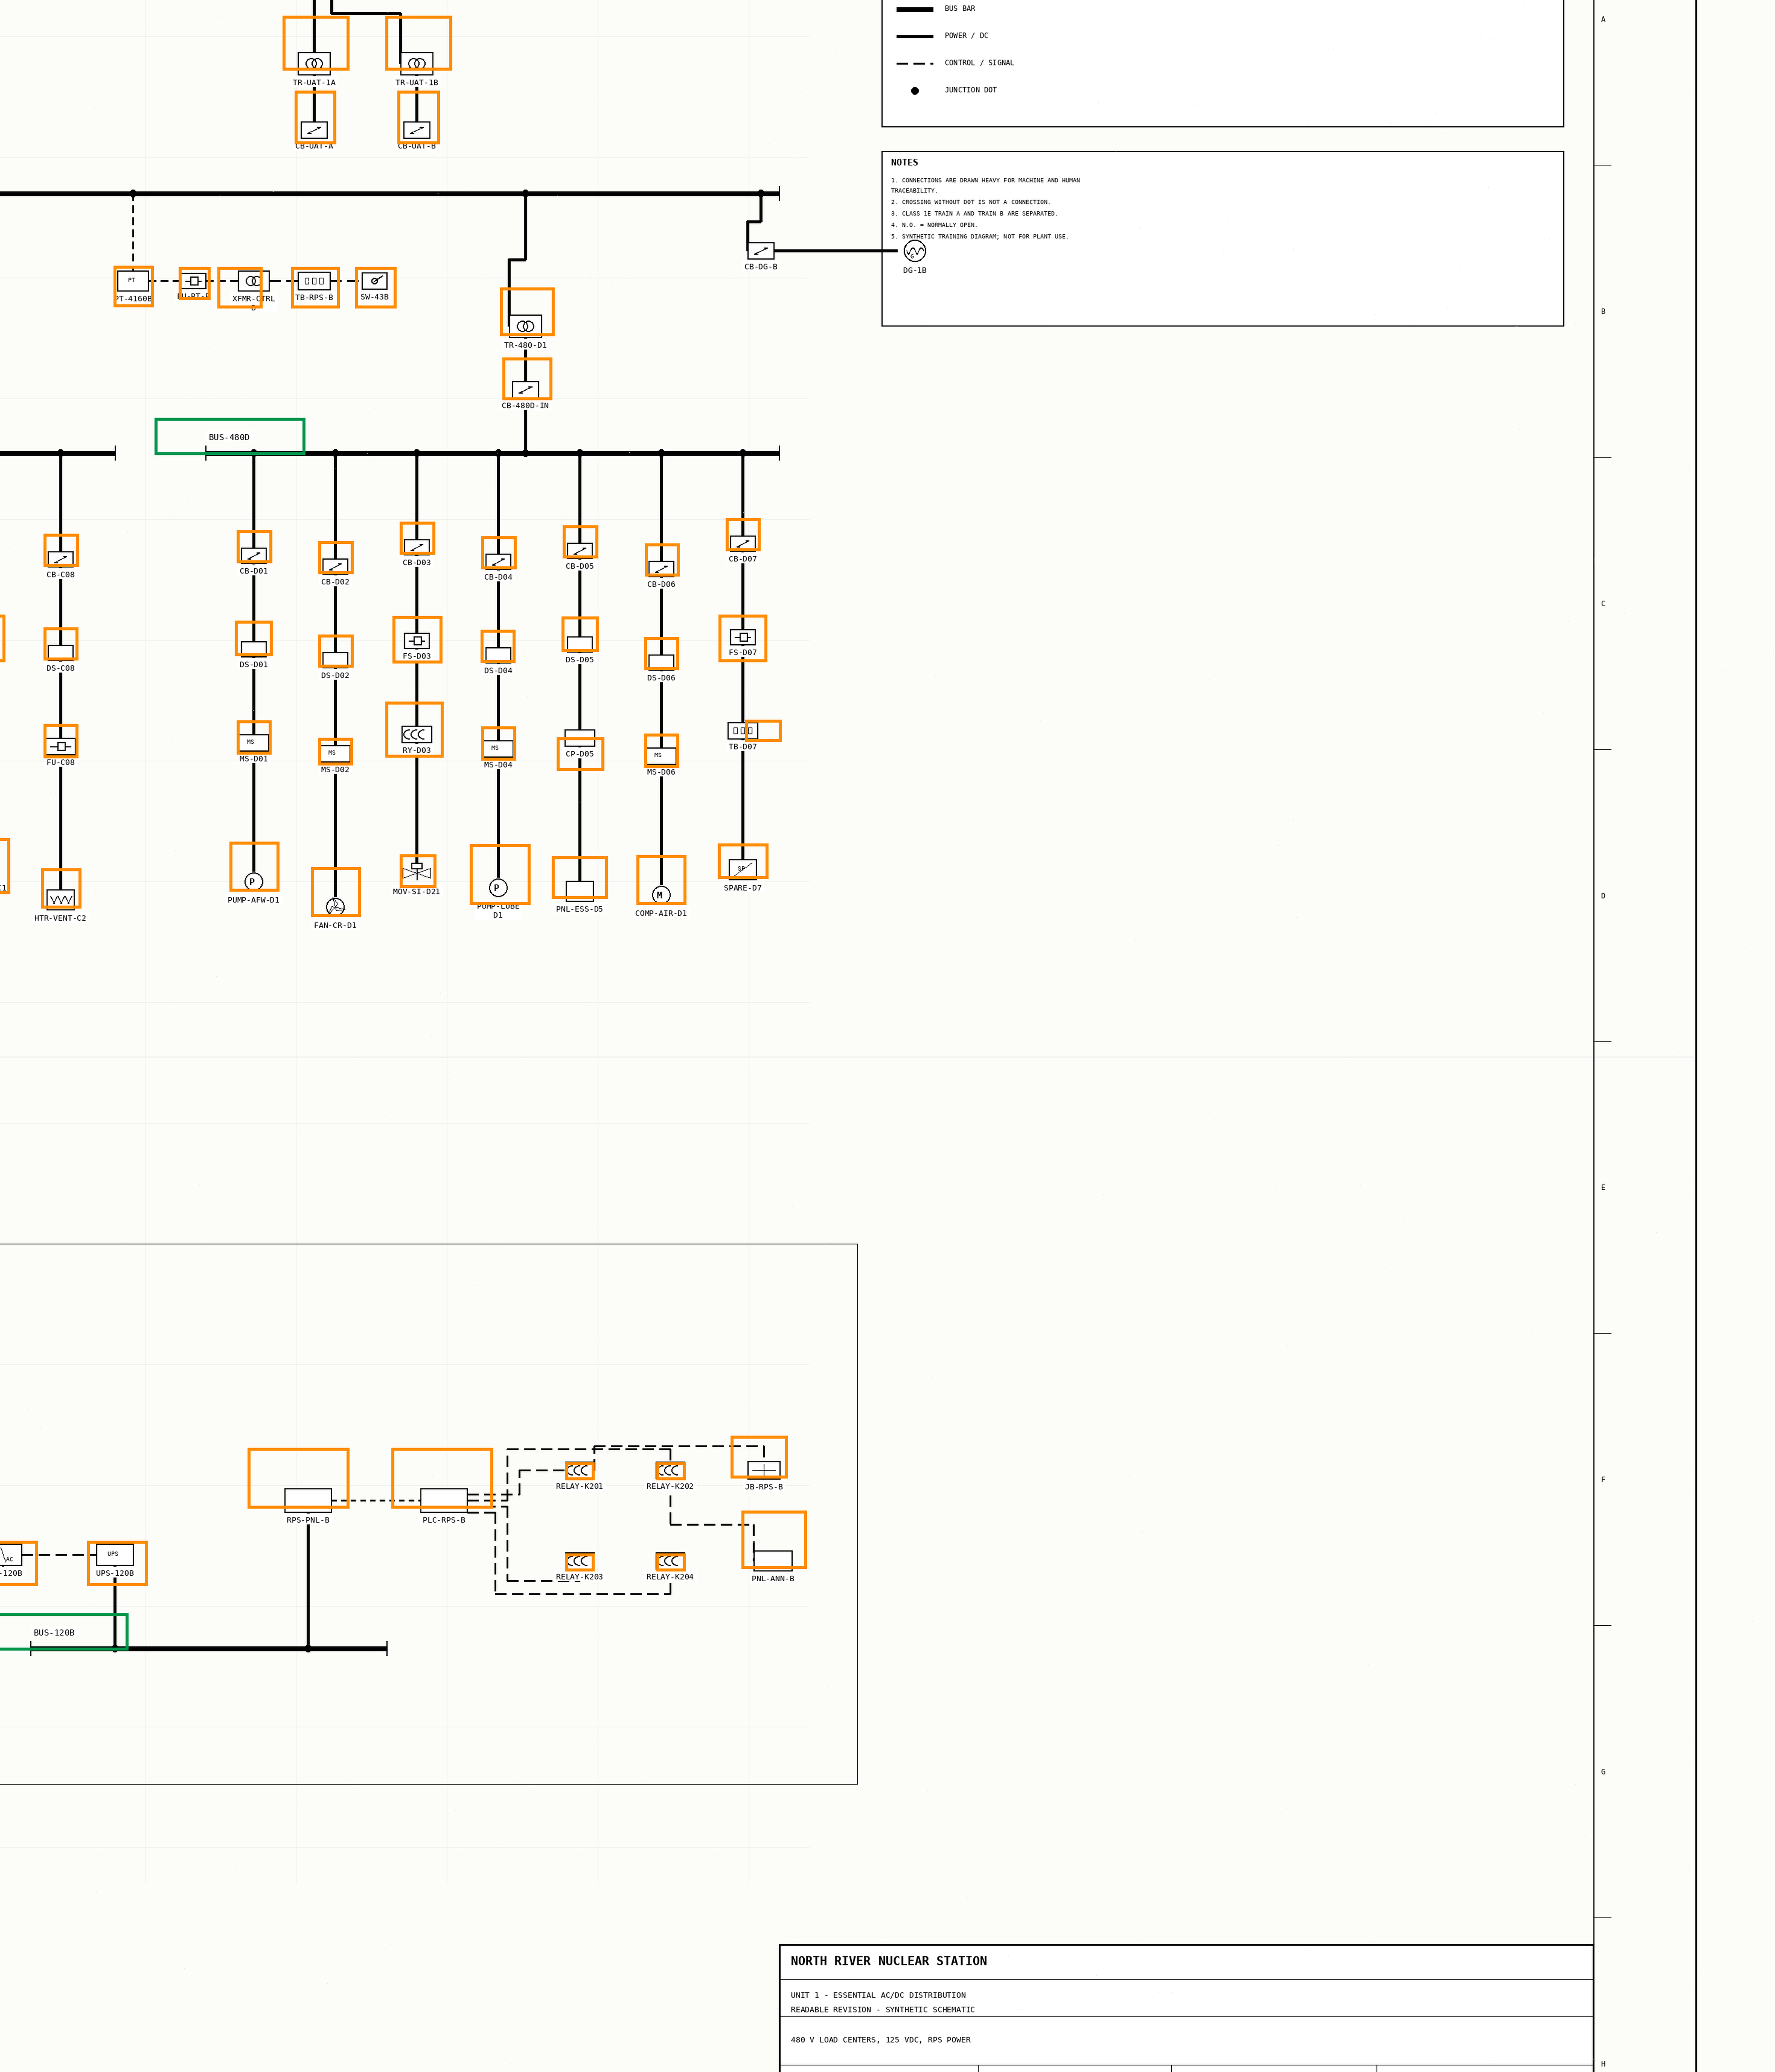 BUS BAR
A
POWER / DC
CONTROL / SIGNAL
JUNCTION DOT
TR-UAT-1A
TR-UAT-1B
CB-UAT-A
CB-UAT-B
NOTES
1. CONNECTIONS ARE DRAWN HEAVY FOR MACHINE AND HUMAN
TRACEABILITY.
2. CROSSING WITHOUT DOT IS NOT A CONNECTION.
3. CLASS 1E TRAIN A AND TRAIN B ARE SEPARATED.
4. N.O. = NORMALLY OPEN.
5. SYNTHETIC TRAINING DIAGRAM; NOT FOR PLANT USE.
G
CB-DG-B
DG-1B
PT
PT-4160B
FU-PT-B
XFMR-CTRL
B
TB-RPS-B
SW-43B
B
TR-480-D1
CB-480D-IN
BUS-480D
CB-C08
CB-D01
CB-D02
CB-D03
CB-D04
CB-D05
CB-D06
CB-D07
C
DS-C08
DS-D01
DS-D02
FS-D03
DS-D04
DS-D05
DS-D06
FS-D07
FU-C08
MS
MS-D01
MS
MS-D02
RY-D03
MS
MS-D04
CP-D05
MS
MS-D06
TB-D07
C1
HTR-VENT-C2
P
PUMP-AFW-D1
FAN-CR-D1
MOV-SI-D21
P
PUMP-LUBE
D1
PNL-ESS-D5
M
COMP-AIR-D1
SP
SPARE-D7
D
E
F
RPS-PNL-B
PLC-RPS-B
RELAY-K201
RELAY-K202
JB-RPS-B
RELAY-K203
RELAY-K204
PNL-ANN-B
AC
-120B
UPS
UPS-120B
BUS-120B
G
NORTH RIVER NUCLEAR STATION
UNIT 1 - ESSENTIAL AC/DC DISTRIBUTION
READABLE REVISION - SYNTHETIC SCHEMATIC
480 V LOAD CENTERS, 125 VDC, RPS POWER
H